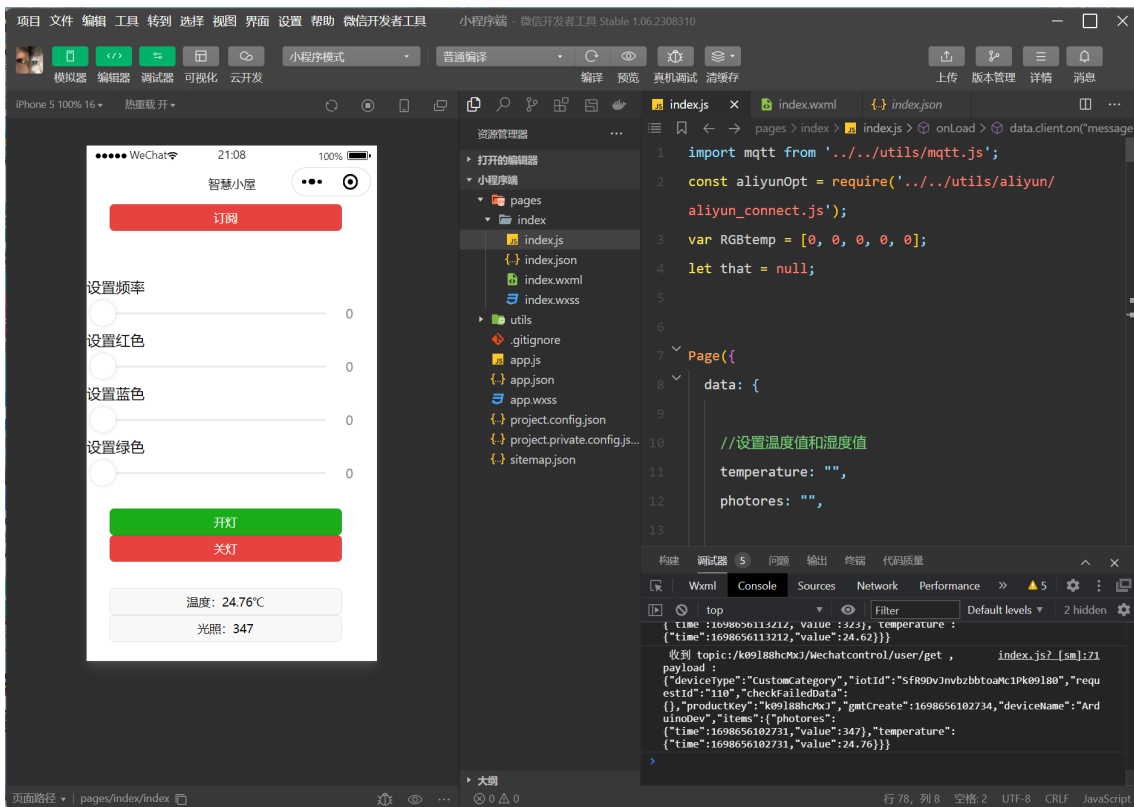 项目 文件 编辑 工具 转到 选择 视图 界面 设置 帮助 微信开发者工具
小程序端 - 微信开发者工具 Stable 1.06.2308310
模拟器 编辑器 调试器 可视化 云开发
小程序模式
普通编译
编译 预览 真机调试 清缓存
上传 版本管理 详情 消息
iPhone 5 100% 16
热重载 开
WeChat
21:08
100%
智慧小屋
订阅
设置频率
0
设置红色
0
设置蓝色
0
设置绿色
0
开灯
关灯
温度：24.76℃
光照：347
页面路径
pages/index/index
资源管理器
打开的编辑器
小程序端
pages
index
index.js
index.json
index.wxml
index.wxss
utils
.gitignore
app.js
app.json
app.wxss
project.config.json
project.private.config.js...
sitemap.json
大纲
0 0
index.js
index.wxml
index.json
pages > index > index.js > onLoad > data.client.on("message
1 import mqtt from '../../utils/mqtt.js';
2 const aliyunOpt = require('../../utils/aliyun/
aliyun_connect.js');
3 var RGBtemp = [0, 0, 0, 0, 0];
4 let that = null;
5
6
7 Page({
8 data: {
9
10 //设置温度值和湿度值
11 temperature: "",
12 photores: "",
13
构建 调试器 5 问题 输出 终端 代码质量
Wxml Console Sources Network Performance » 5
top
Filter
Default levels
2 hidden
{"time":1698656113212,"value":323},"temperature":
{"time":1698656113212,"value":24.62}}}
收到 topic:/k09l88hcMxJ/Wechatcontrol/user/get , index.js? [sm]:71
payload :
{"deviceType":"CustomCategory","iotId":"SfR9DvJnvbzbbtoaMc1Pk09l80","requ
estId":"110","checkFailedData":
{},"productKey":"k09l88hcMxJ","gmtCreate":1698656102734,"deviceName":"Ard
uinoDev","items":{"photores":
{"time":1698656102731,"value":347},"temperature":
{"time":1698656102731,"value":24.76}}}
行 78，列 8 空格: 2 UTF-8 CRLF JavaScript